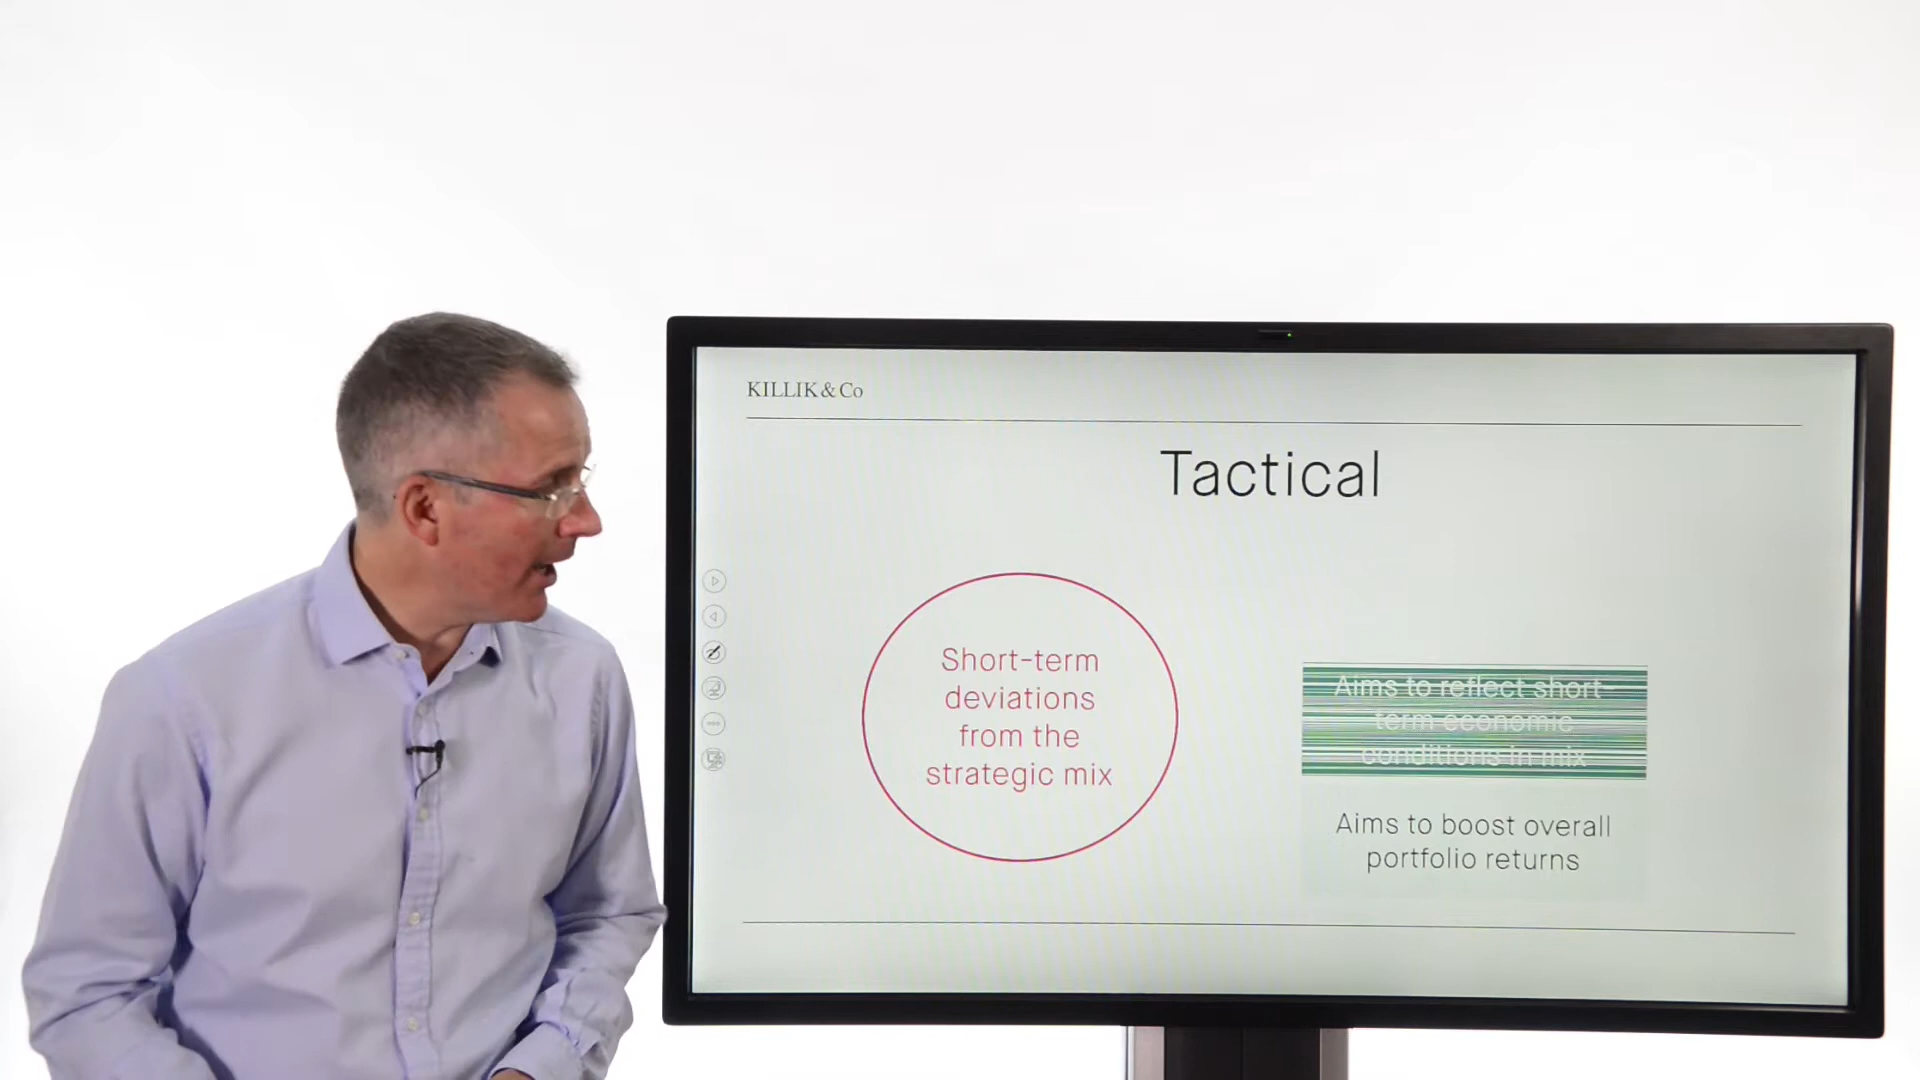 KILLIK & Co
Tactical
Short-term
deviations
from the
strategic mix
Aims to reflect short-
term economic
conditions in mix
Aims to boost overall
portfolio returns